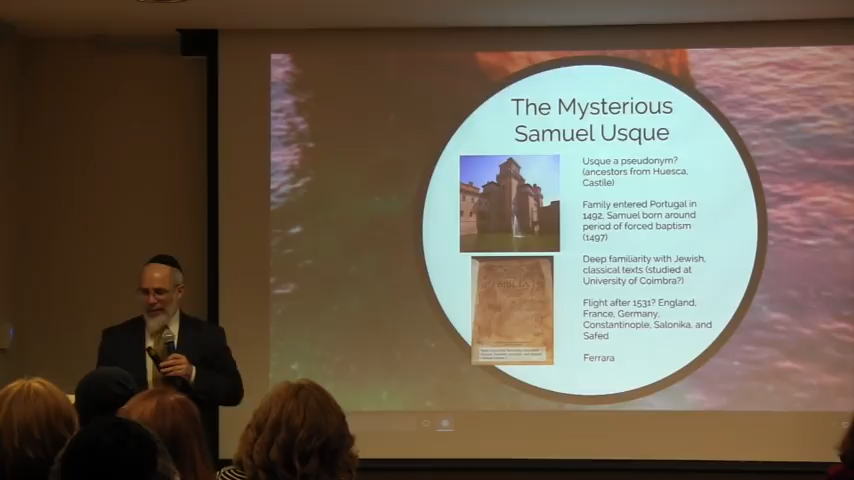 The Mysterious
Samuel Usque
Usque a pseudonym?
(ancestors from Huesca,
Castile)
Family entered Portugal in
1492, Samuel born around
period of forced baptism
(1497)
Deep familiarity with Jewish,
classical texts (studied at
University of Coimbra?)
Flight after 1531? England,
France, Germany,
Constantinople, Salonika, and
Safed
Ferrara
BIBLIA